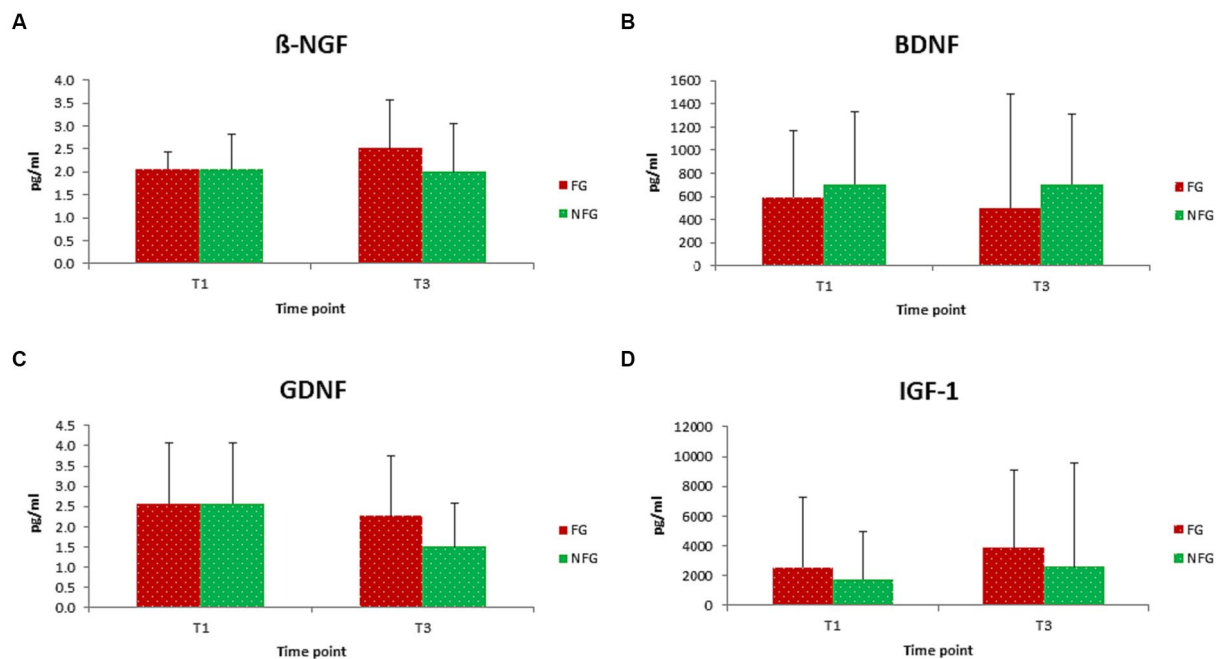 A
ß-NGF
pg/ml
4.0
3.5
3.0
2.5
2.0
1.5
1.0
0.5
0.0
T1
T3
Time point
FG
NFG
B
BDNF
pg/ml
1600
1400
1200
1000
800
600
400
200
0
T1
T3
Time point
FG
NFG
C
GDNF
pg/ml
4.5
4.0
3.5
3.0
2.5
2.0
1.5
1.0
0.5
0.0
T1
T3
Time point
FG
NFG
D
IGF-1
pg/ml
12000
10000
8000
6000
4000
2000
0
T1
T3
Time point
FG
NFG